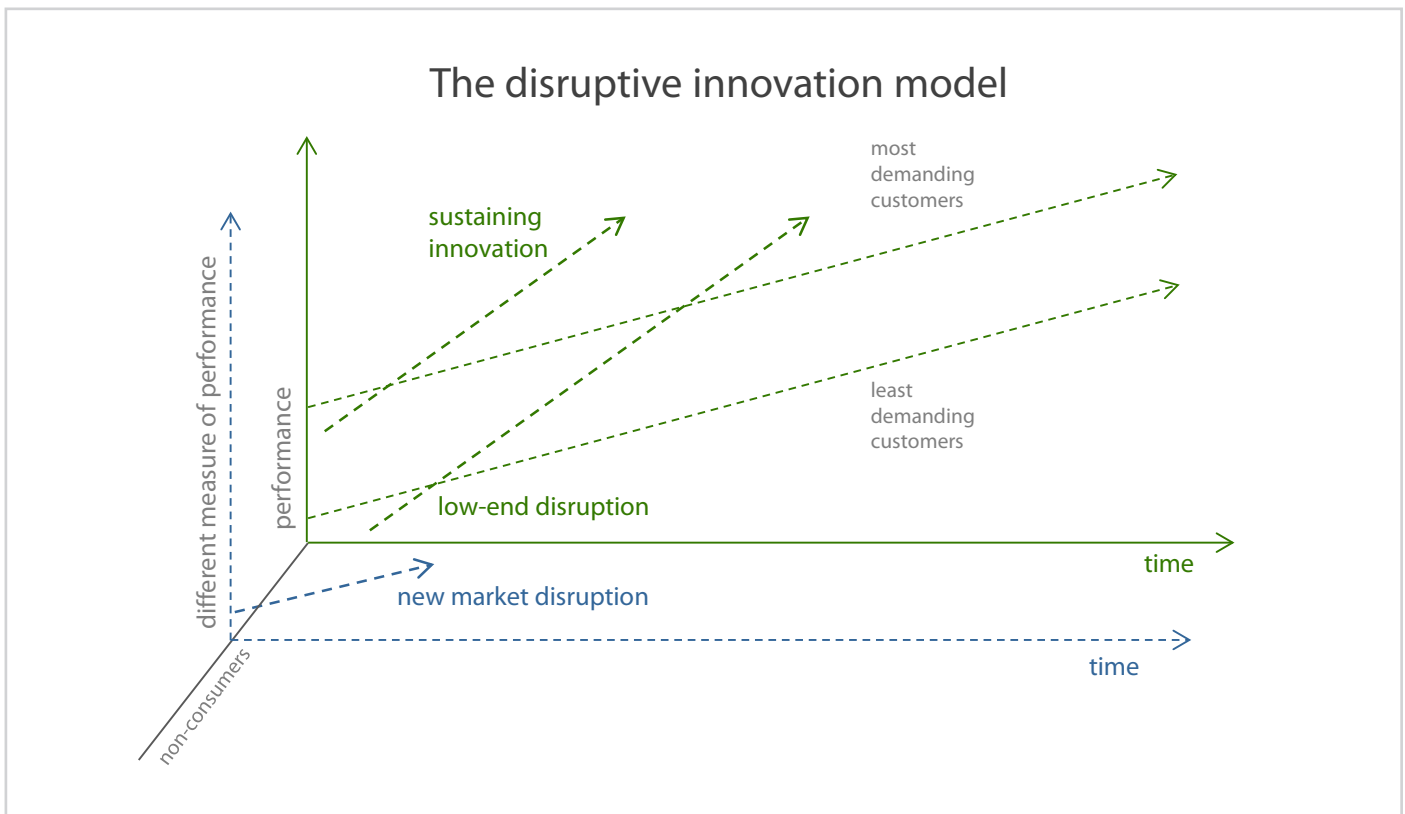 The disruptive innovation model
most
demanding
customers
sustaining
innovation
different measure of performance
performance
least
demanding
customers
low-end disruption
time
new market disruption
time
non-consumers